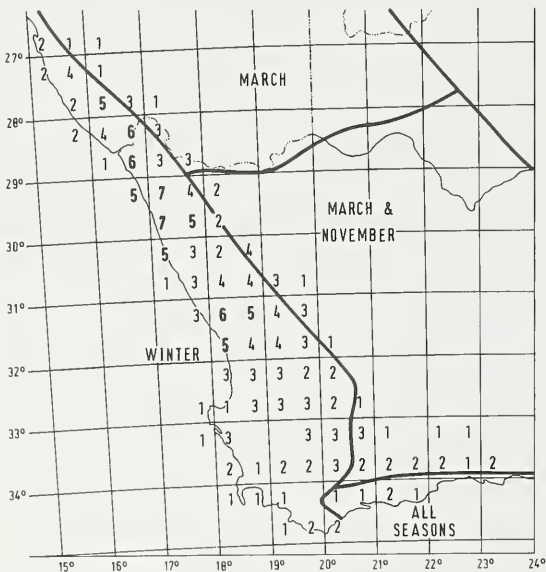 2 1 1
27°
2 4 1
MARCH
2 5 3 1
28°
2 4 6 3
1 6 3 3
29°
5 7 4 2
7 5 2
MARCH &
NOVEMBER
30°
5 3 2 4
1 3 4 4 3 1
31°
3 6 5 4 3
5 4 4 3 1
WINTER
32°
3 3 3 2 2
1 1 3 3 3 2 1
33°
1 3 3 3 3 1 1 1
2 1 2 2 3 2 2 2 2 1 2
34°
1 1 1 1 1 2 1
ALL
SEASONS
1 2 2
15° 16° 17° 18° 19° 20° 21° 22° 23° 24°